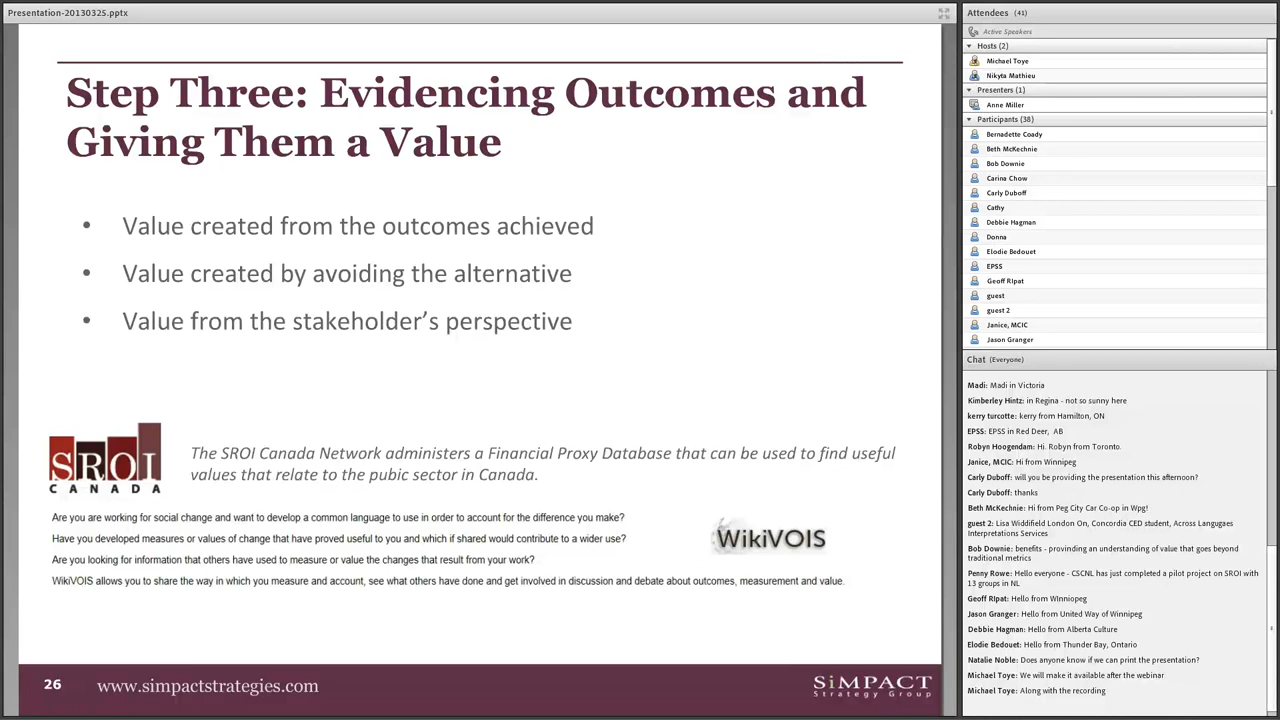 Presentation-20130325.pptx
Step Three: Evidencing Outcomes and
Giving Them a Value
• Value created from the outcomes achieved
• Value created by avoiding the alternative
• Value from the stakeholder’s perspective
SROI
CANADA
The SROI Canada Network administers a Financial Proxy Database that can be used to find useful
values that relate to the pubic sector in Canada.
Are you are working for social change and want to develop a common language to use in order to account for the difference you make?
Have you developed measures or values of change that have proved useful to you and which if shared would contribute to a wider use?
Are you looking for information that others have used to measure or value the changes that result from your work?
WikiVOIS allows you to share the way in which you measure and account, see what others have done and get involved in discussion and debate about outcomes, measurement and value.
WikiVOIS
26 www.simpactstrategies.com
SiMPACT
Strategy Group
Attendees (41)
Active Speakers
Hosts (2)
Michael Toye
Nikyta Mathieu
Presenters (1)
Anne Miller
Participants (38)
Bernadette Coady
Beth McKechnie
Bob Downie
Carina Chow
Carly Duboff
Cathy
Debbie Hagman
Donna
Elodie Bedouet
EPSS
Geoff RIpat
guest
guest 2
Janice, MCIC
Jason Granger
Chat (Everyone)
Madi: Madi in Victoria
Kimberley Hintz: in Regina - not so sunny here
kerry turcotte: kerry from Hamilton, ON
EPSS: EPSS in Red Deer, AB
Robyn Hoogendam: Hi. Robyn from Toronto.
Janice, MCIC: Hi from Winnipeg
Carly Duboff: will you be providing the presentation this afternoon?
Carly Duboff: thanks
Beth McKechnie: Hi from Peg City Car Co-op in Wpg!
guest 2: Lisa Widdifield London On, Concordia CED student, Across Langugaes
Interpretations Services
Bob Downie: benefits - provinding an understanding of value that goes beyond
traditional metrics
Penny Rowe: Hello everyone - CSCNL has just completed a pilot project on SROI with
13 groups in NL
Geoff RIpat: Hello from WInniopeg
Jason Granger: Hello from United Way of Winnipeg
Debbie Hagman: Hello from Alberta Culture
Elodie Bedouet: Hello from Thunder Bay, Ontario
Natalie Noble: Does anyone know if we can print the presentation?
Michael Toye: We will make it available after the webinar
Michael Toye: Along with the recording